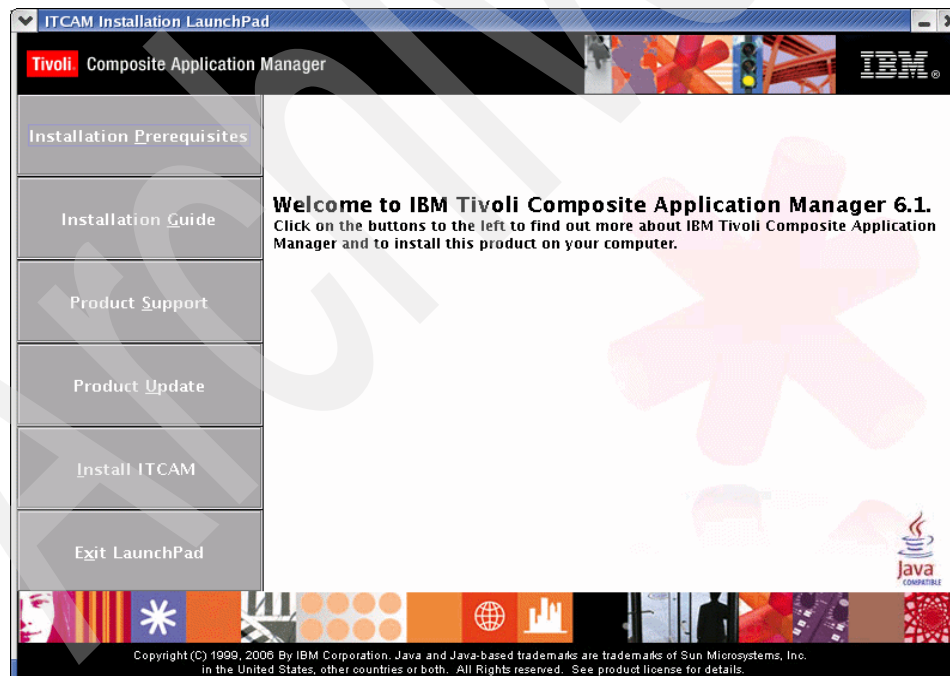 ITCAM Installation LaunchPad
Tivoli. Composite Application Manager
IBM®
Installation Prerequisites
Installation Guide
Product Support
Product Update
Install ITCAM
Exit LaunchPad
Welcome to IBM Tivoli Composite Application Manager 6.1.
Click on the buttons to the left to find out more about IBM Tivoli Composite Application
Manager and to install this product on your computer.
Java
COMPATIBLE
Copyright (C) 1999, 2006 By IBM Corporation. Java and Java-based trademarks are trademarks of Sun Microsystems, Inc.
in the United States, other countries or both. All Rights reserved. See product license for details.